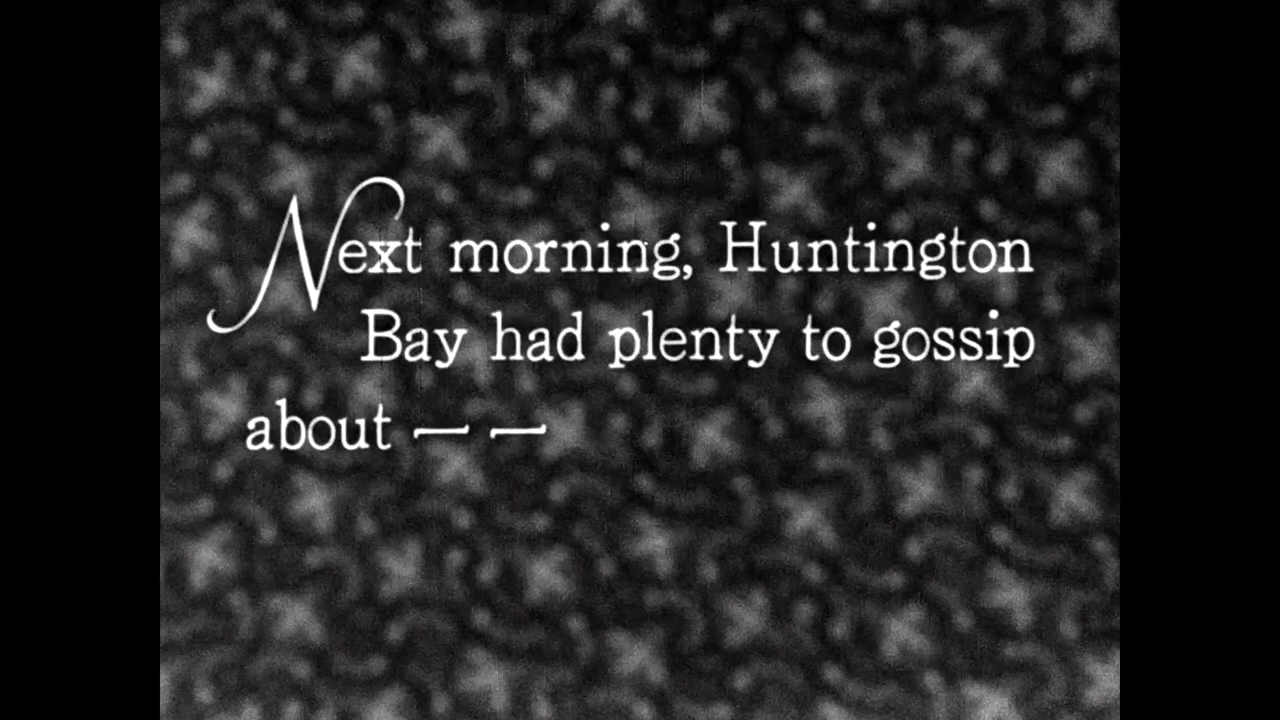 Next morning, Huntington
Bay had plenty to gossip
about — —